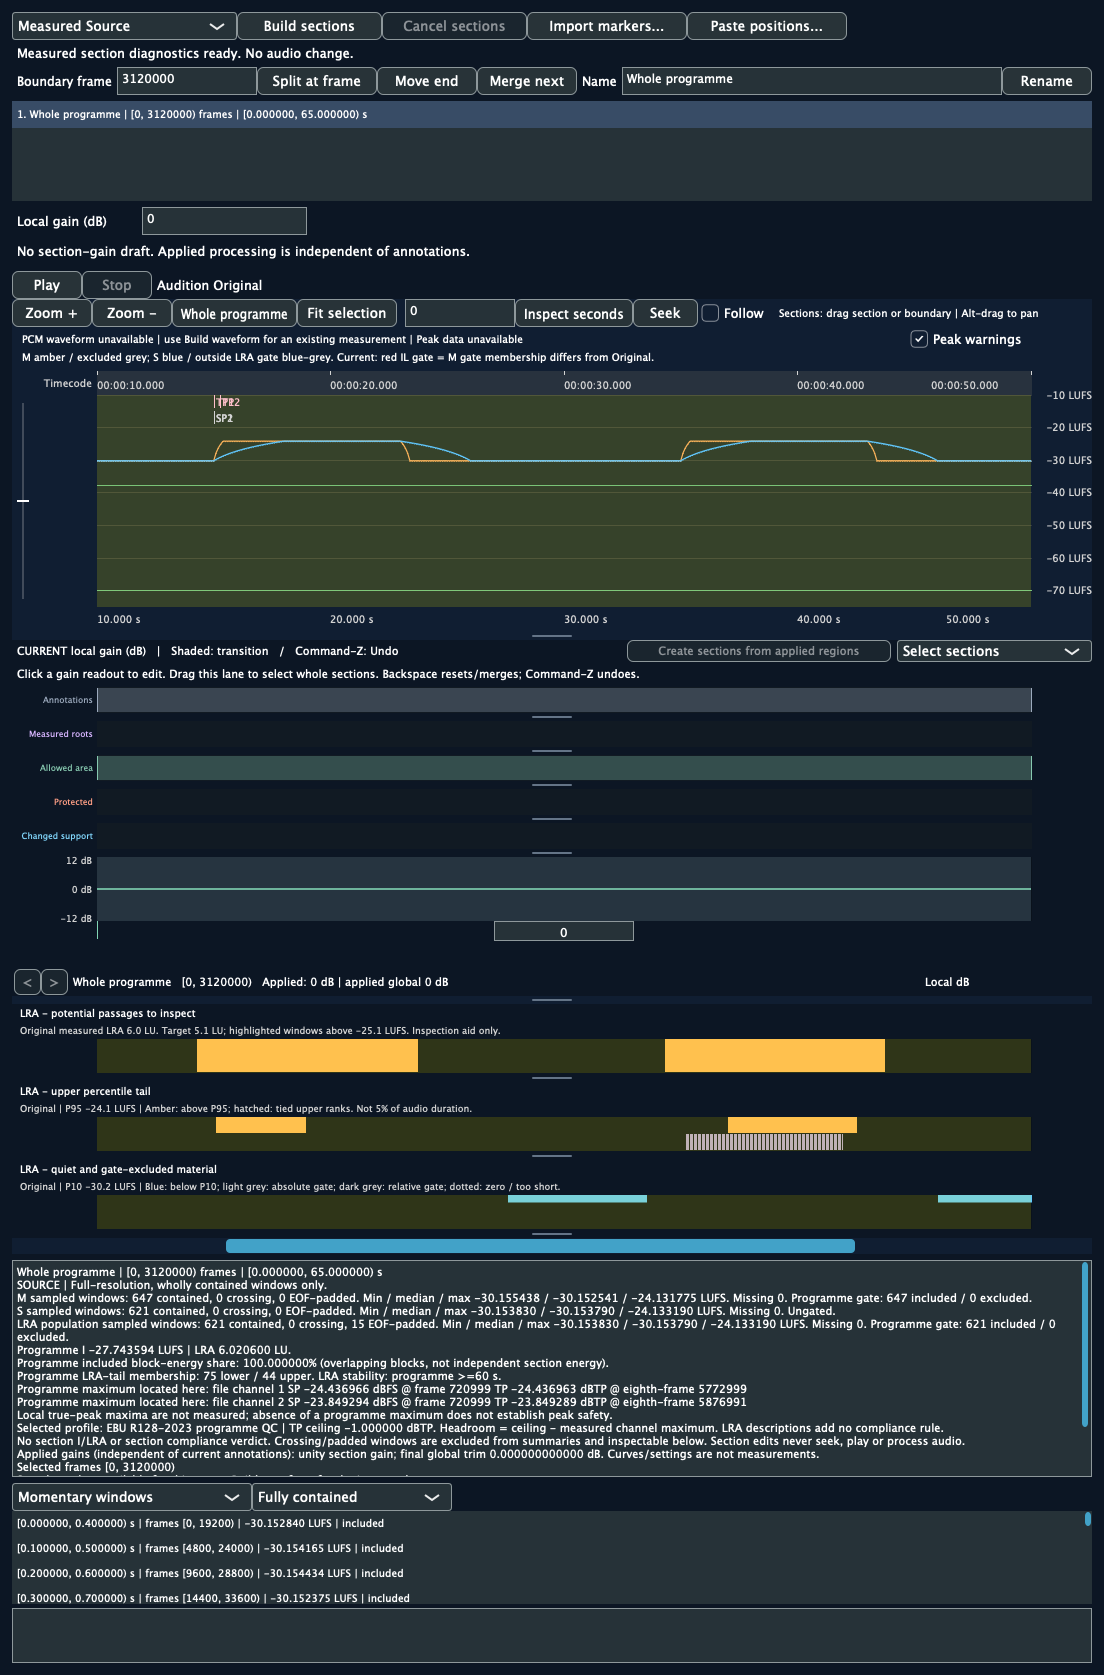 Measured Source
Build sections
Cancel sections
Import markers...
Paste positions...
Measured section diagnostics ready. No audio change.
Boundary frame
3120000
Split at frame
Move end
Merge next
Name
Whole programme
Rename
1. Whole programme | [0, 3120000) frames | [0.000000, 65.000000) s
Local gain (dB)
0
No section-gain draft. Applied processing is independent of annotations.
Play
Stop
Audition Original
Zoom +
Zoom -
Whole programme
Fit selection
0
Inspect seconds
Seek
Follow
Sections: drag section or boundary | Alt-drag to pan
PCM waveform unavailable | use Build waveform for an existing measurement | Peak data unavailable
Peak warnings
M amber / excluded grey; S blue / outside LRA gate blue-grey. Current: red IL gate = M gate membership differs from Original.
Timecode
00:00:10.000
00:00:20.000
00:00:30.000
00:00:40.000
00:00:50.000
-10 LUFS
-20 LUFS
-30 LUFS
-40 LUFS
-50 LUFS
-60 LUFS
-70 LUFS
10.000 s
20.000 s
30.000 s
40.000 s
50.000 s
CURRENT local gain (dB) | Shaded: transition / Command-Z: Undo
Create sections from applied regions
Select sections
Click a gain readout to edit. Drag this lane to select whole sections. Backspace resets/merges; Command-Z undoes.
Annotations
Measured roots
Allowed area
Protected
Changed support
12 dB
0 dB
-12 dB
0
<
>
Whole programme [0, 3120000) Applied: 0 dB | applied global 0 dB
Local dB
LRA - potential passages to inspect
Original measured LRA 6.0 LU. Target 5.1 LU; highlighted windows above -25.1 LUFS. Inspection aid only.
LRA - upper percentile tail
Original | P95 -24.1 LUFS | Amber: above P95; hatched: tied upper ranks. Not 5% of audio duration.
LRA - quiet and gate-excluded material
Original | P10 -30.2 LUFS | Blue: below P10; light grey: absolute gate; dark grey: relative gate; dotted: zero / too short.
Whole programme | [0, 3120000) frames | [0.000000, 65.000000) s
SOURCE | Full-resolution, wholly contained windows only.
M sampled windows: 647 contained, 0 crossing, 0 EOF-padded. Min / median / max -30.155438 / -30.152541 / -24.131775 LUFS. Missing 0. Programme gate: 647 included / 0 excluded.
S sampled windows: 621 contained, 0 crossing, 0 EOF-padded. Min / median / max -30.153830 / -30.153790 / -24.133190 LUFS. Missing 0. Ungated.
LRA population sampled windows: 621 contained, 0 crossing, 15 EOF-padded. Min / median / max -30.153830 / -30.153790 / -24.133190 LUFS. Missing 0. Programme gate: 621 included / 0
excluded.
Programme I -27.743594 LUFS | LRA 6.020600 LU.
Programme included block-energy share: 100.000000% (overlapping blocks, not independent section energy).
Programme LRA-tail membership: 75 lower / 44 upper. LRA stability: programme >=60 s.
Programme maximum located here: file channel 1 SP -24.436966 dBFS @ frame 720999 TP -24.436963 dBTP @ eighth-frame 5772999
Programme maximum located here: file channel 2 SP -23.849294 dBFS @ frame 720999 TP -23.849289 dBTP @ eighth-frame 5876991
Local true-peak maxima are not measured; absence of a programme maximum does not establish peak safety.
Selected profile: EBU R128-2023 programme QC | TP ceiling -1.000000 dBTP. Headroom = ceiling - measured channel maximum. LRA descriptions add no compliance rule.
No section I/LRA or section compliance verdict. Crossing/padded windows are excluded from summaries and inspectable below. Section edits never seek, play or process audio.
Applied gains (independent of current annotations): unity section gain; final global trim 0.000000000000 dB. Curves/settings are not measurements.
Selected frames [0, 3120000)
Momentary windows
Fully contained
[0.000000, 0.400000) s | frames [0, 19200) | -30.152840 LUFS | included
[0.100000, 0.500000) s | frames [4800, 24000) | -30.154165 LUFS | included
[0.200000, 0.600000) s | frames [9600, 28800) | -30.154434 LUFS | included
[0.300000, 0.700000) s | frames [14400, 33600) | -30.152375 LUFS | included